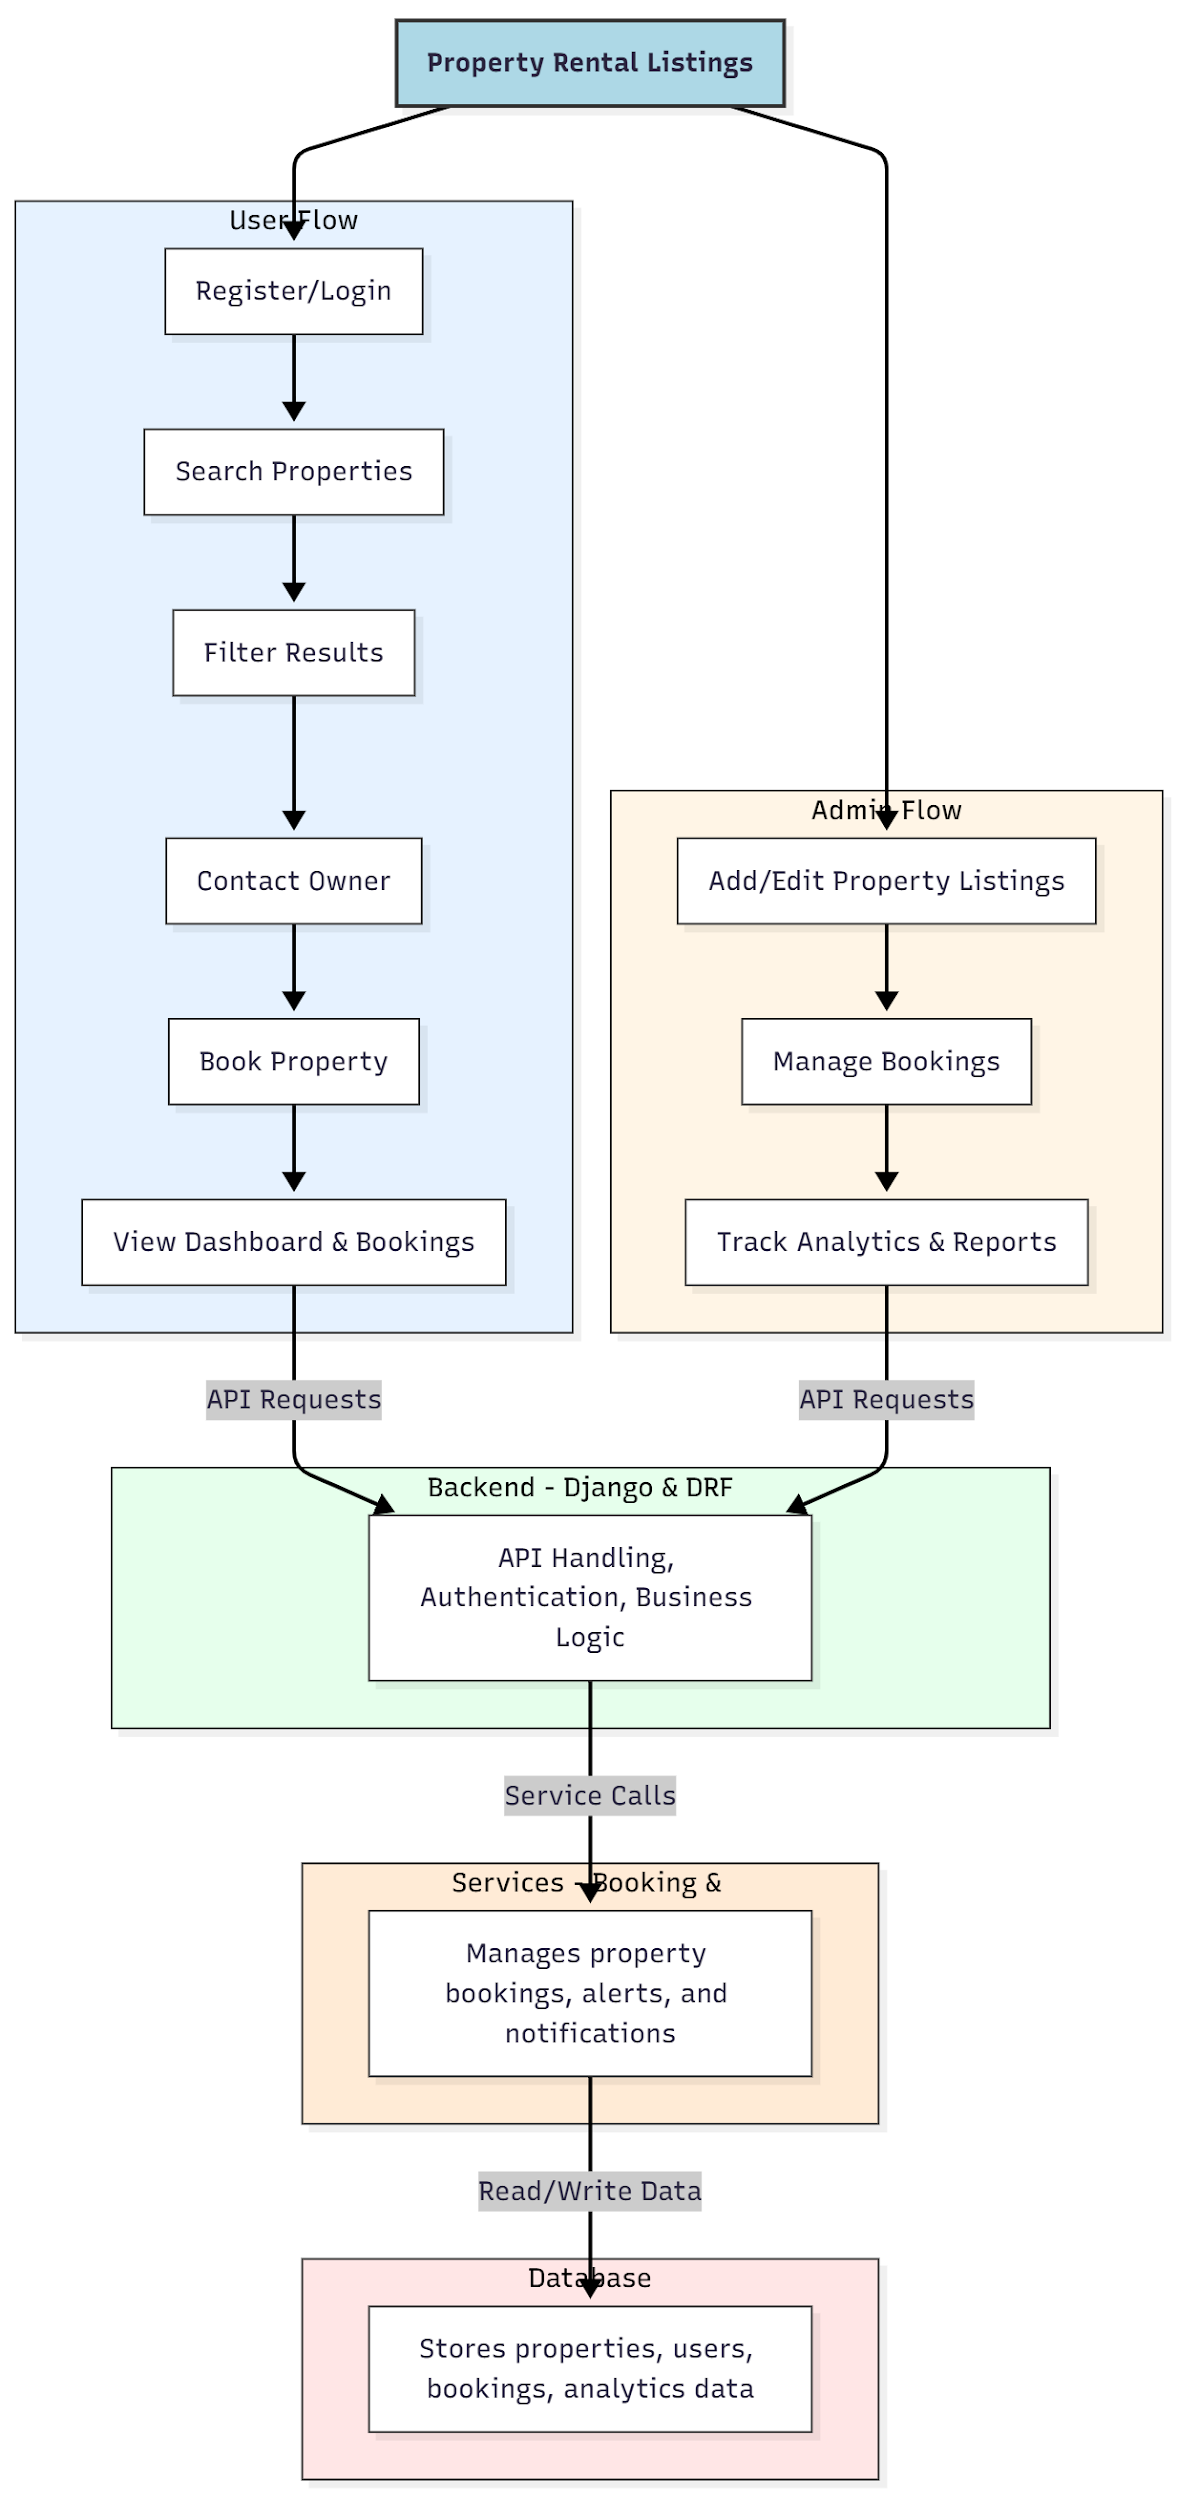 Property Rental Listings
User Flow
Register/Login
Search Properties
Filter Results
Contact Owner
Book Property
View Dashboard & Bookings
Admin Flow
Add/Edit Property Listings
Manage Bookings
Track Analytics & Reports
API Requests
API Requests
Backend - Django & DRF
API Handling,
Authentication, Business
Logic
Service Calls
Services - Booking &
Manages property
bookings, alerts, and
notifications
Read/Write Data
Database
Stores properties, users,
bookings, analytics data